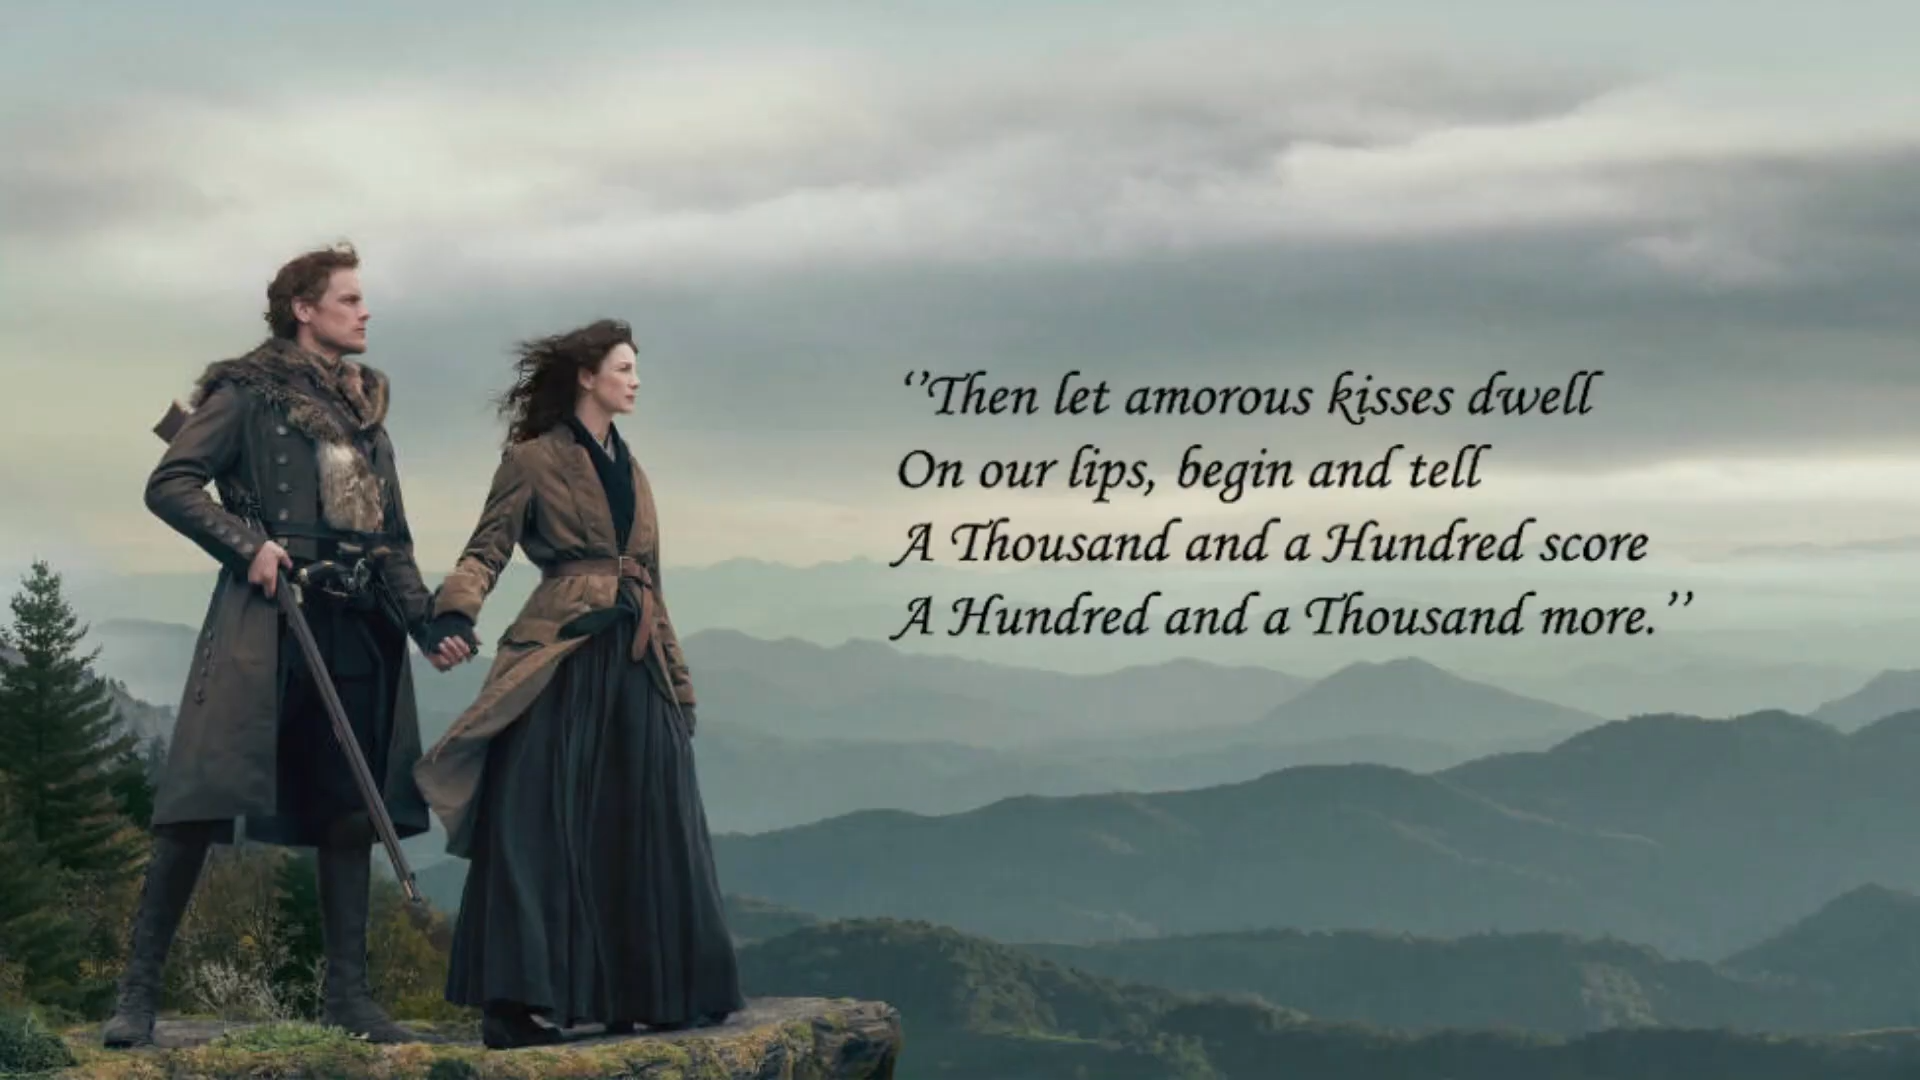 ‘’Then let amorous kisses dwell
On our lips, begin and tell
A Thousand and a Hundred score
A Hundred and a Thousand more.’’